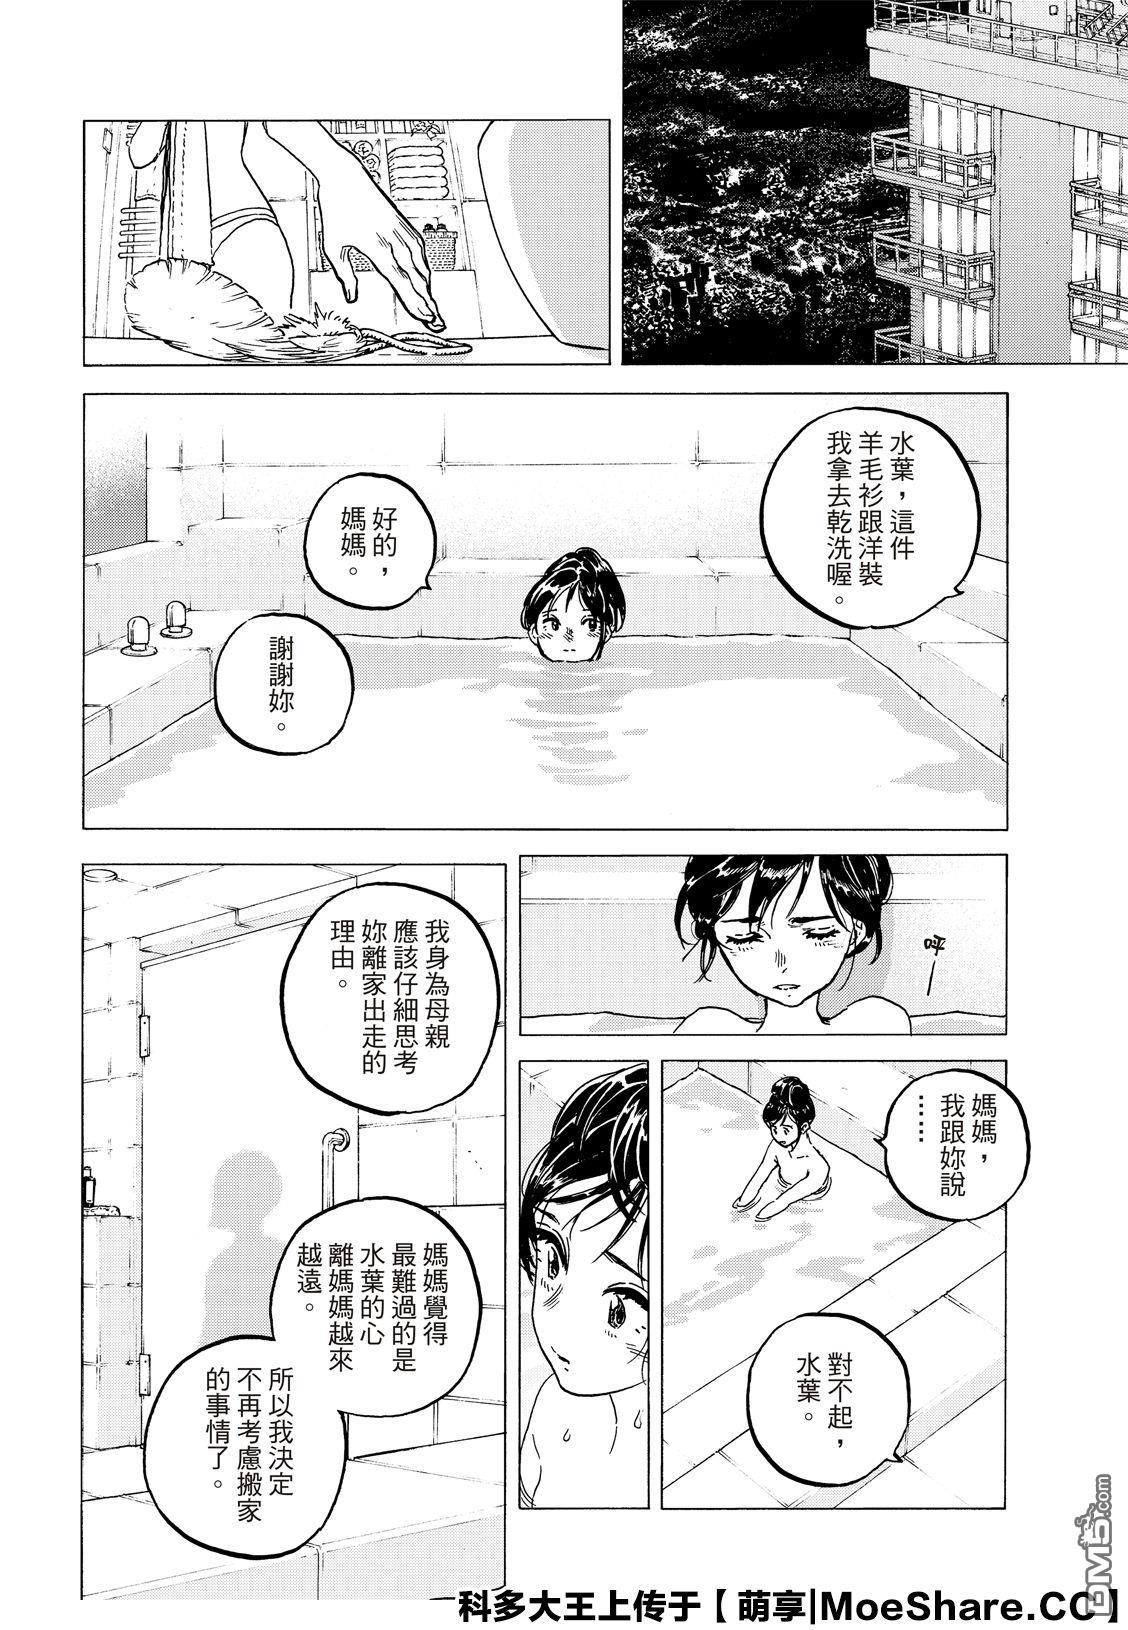 水葉，這件
羊毛衫跟洋裝
我拿去乾洗喔。
好的，
媽媽。
謝謝妳。
呼—
媽媽，
我跟妳說
……
對不起，
水葉。
我身為母親
應該仔細思考
妳離家出走的
理由。
媽媽覺得
最難過的是
水葉的心
離媽媽越來
越遠。
所以我決定
不再考慮搬家
的事情了。
科多大王上传于【萌享|MoeShare.CC】
DM5.com